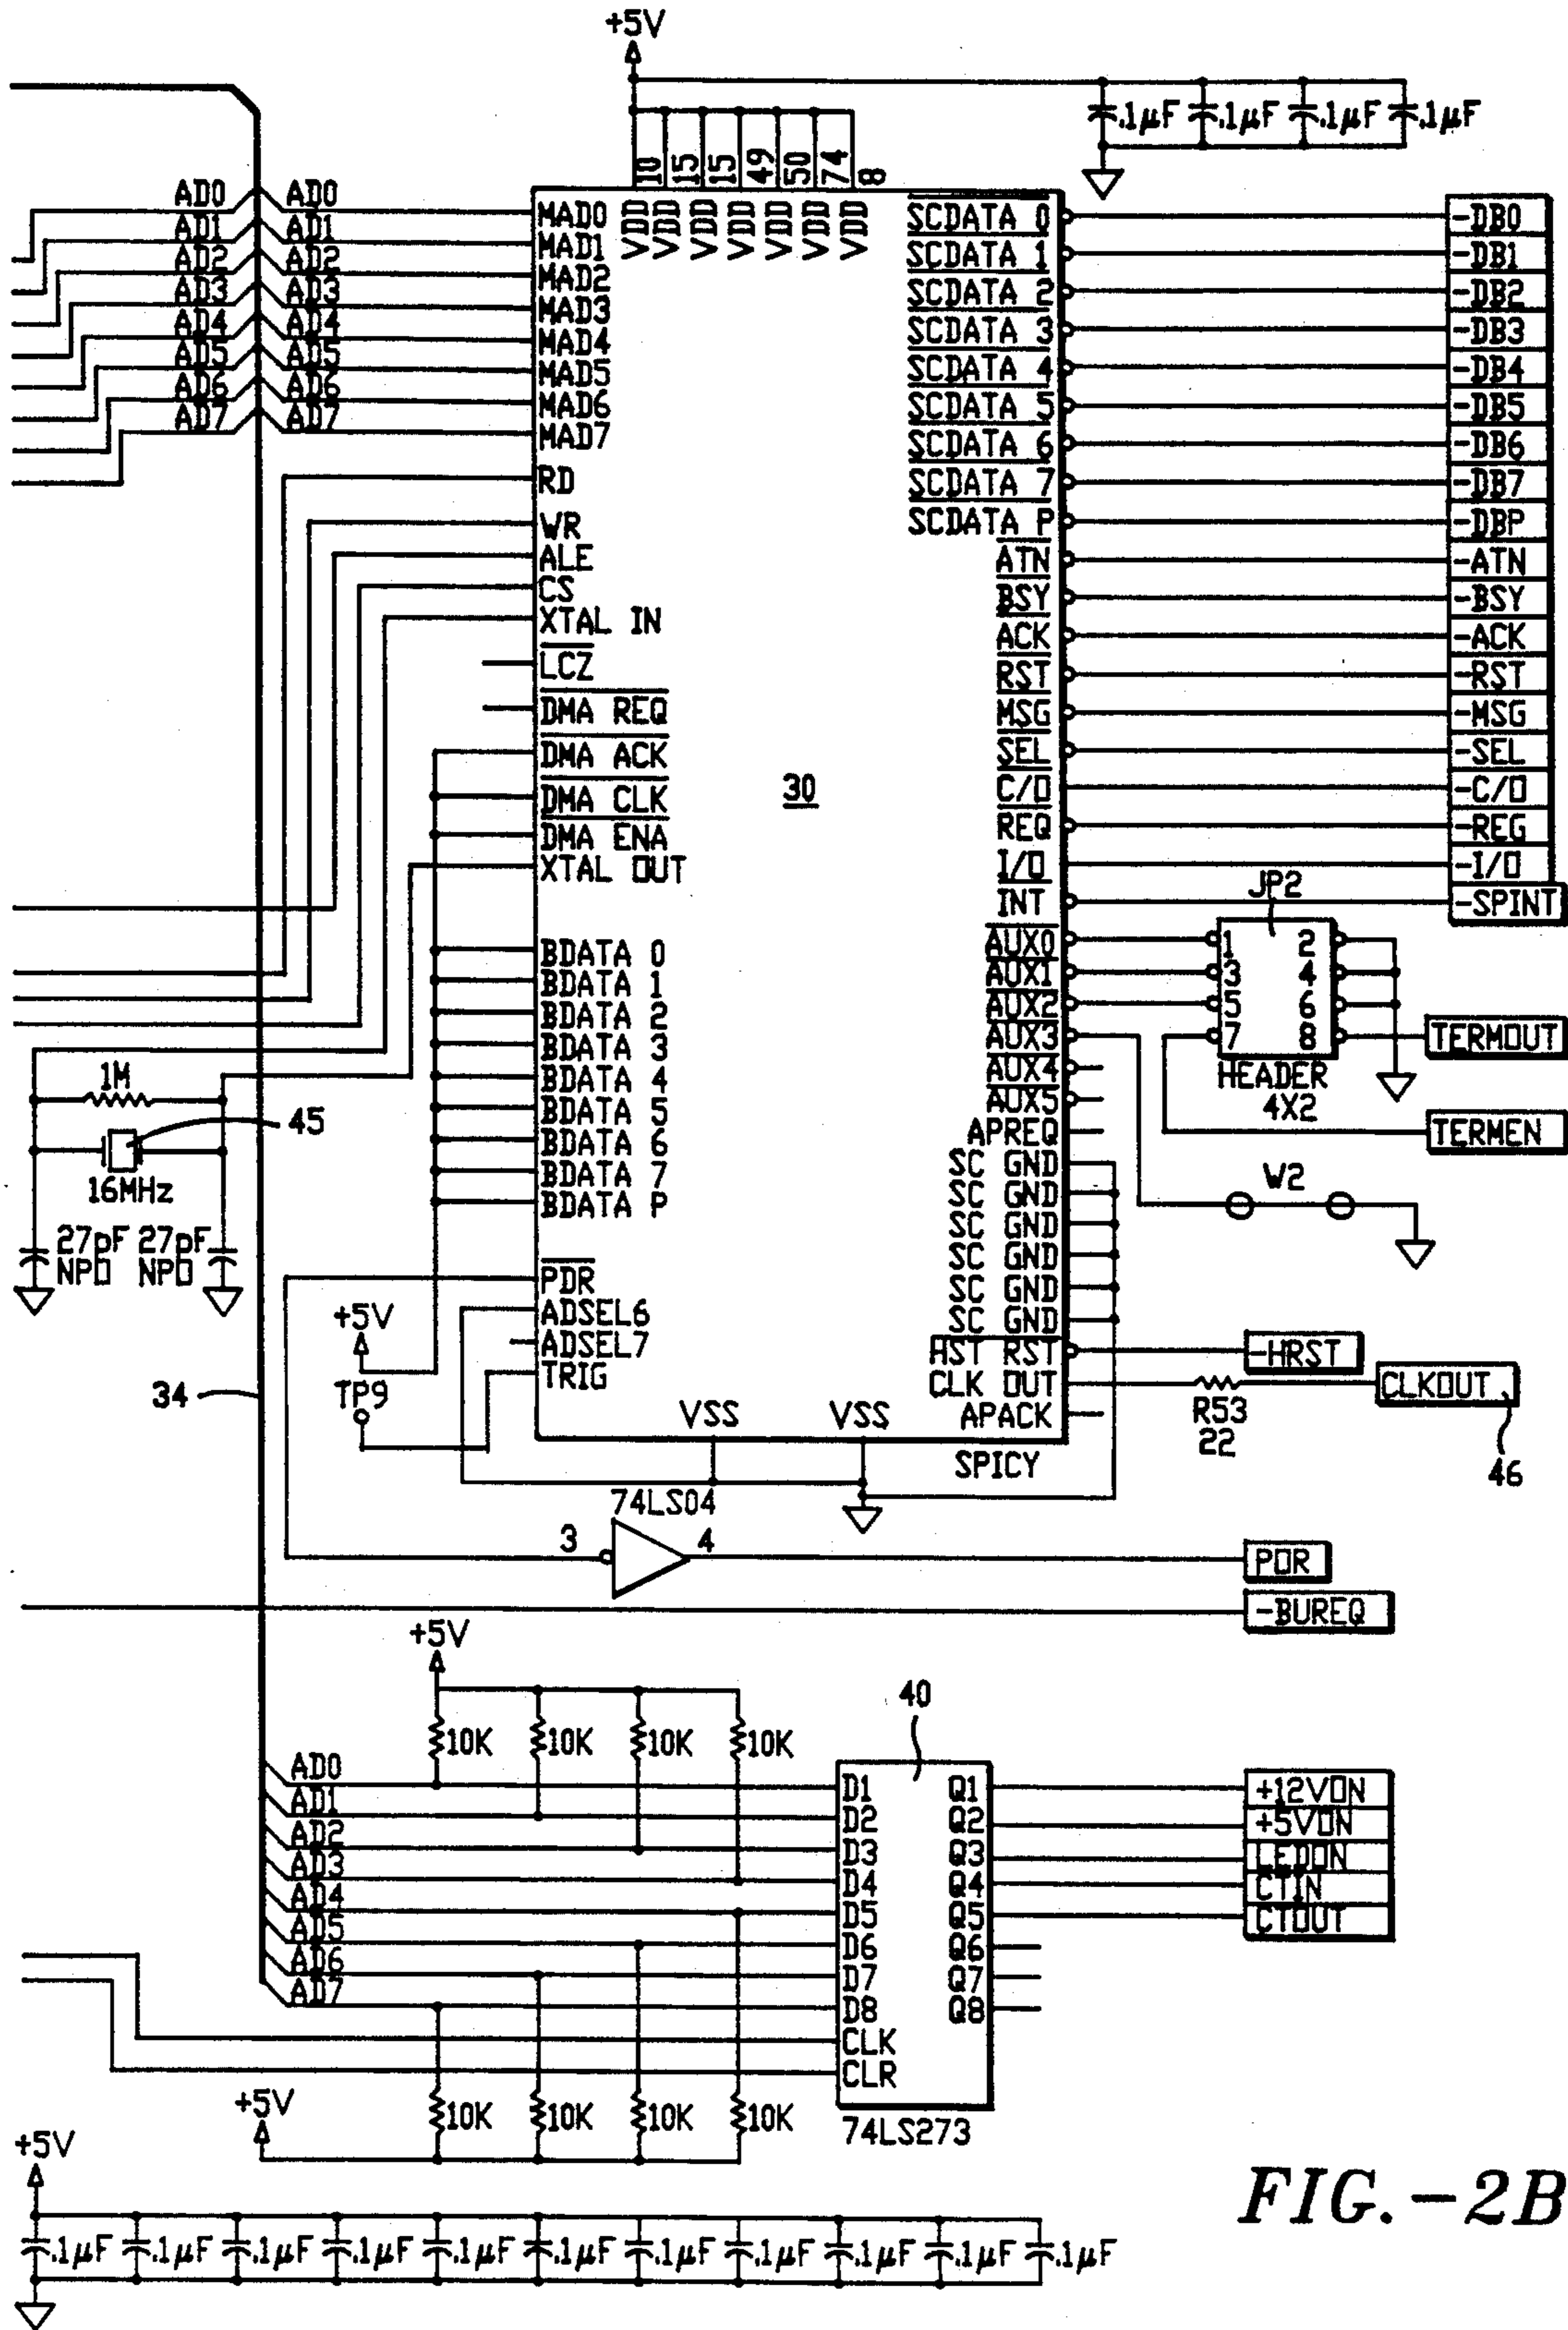 +5V
.1µF .1µF .1µF .1µF
10 15 15 49 50 74 8
VDD VDD VDD VDD VDD VDD VDD
AD0 AD0 MAD0
AD1 AD1 MAD1
AD2 AD2 MAD2
AD3 AD3 MAD3
AD4 AD4 MAD4
AD5 AD5 MAD5
AD6 AD6 MAD6
AD7 AD7 MAD7
RD
WR
ALE
CS
XTAL IN
LCZ
DMA REQ
DMA ACK
DMA CLK
DMA ENA
XTAL OUT
BDATA 0
BDATA 1
BDATA 2
BDATA 3
BDATA 4
BDATA 5
BDATA 6
BDATA 7
BDATA P
PDR
ADSEL6
ADSEL7
TRIG
30
SCDATA 0 -DB0
SCDATA 1 -DB1
SCDATA 2 -DB2
SCDATA 3 -DB3
SCDATA 4 -DB4
SCDATA 5 -DB5
SCDATA 6 -DB6
SCDATA 7 -DB7
SCDATA P -DBP
ATN -ATN
BSY -BSY
ACK -ACK
RST -RST
MSG -MSG
SEL -SEL
C/O -C/O
REQ -REG
I/O -I/O
INT -SPINT
JP2
AUX0 1 2
AUX1 3 4
AUX2 5 6
AUX3 7 8 TERMOUT
AUX4 HEADER
AUX5 4X2
APREQ TERMEN
SC GND
SC GND W2
SC GND
SC GND
SC GND
SC GND
HST RST -HRST
CLK OUT CLKOUT
APACK R53
22
46
VSS VSS
SPICY
1M
45
16MHz
27pF 27pF
NPO NPO
+5V
34
TP9
74LS04
3 4 POR
-BUREQ
+5V
10K 10K 10K 10K
40
AD0 D1 Q1 +12VON
AD1 D2 Q2 +5VON
AD2 D3 Q3 LEDON
AD3 D4 Q4 CTIN
AD4 D5 Q5 CTOUT
AD5 D6 Q6
AD6 D7 Q7
AD7 D8 Q8
CLK
CLR
+5V 10K 10K 10K 10K
74LS273
+5V
.1µF .1µF .1µF .1µF .1µF .1µF .1µF .1µF .1µF .1µF .1µF
FIG.-2B